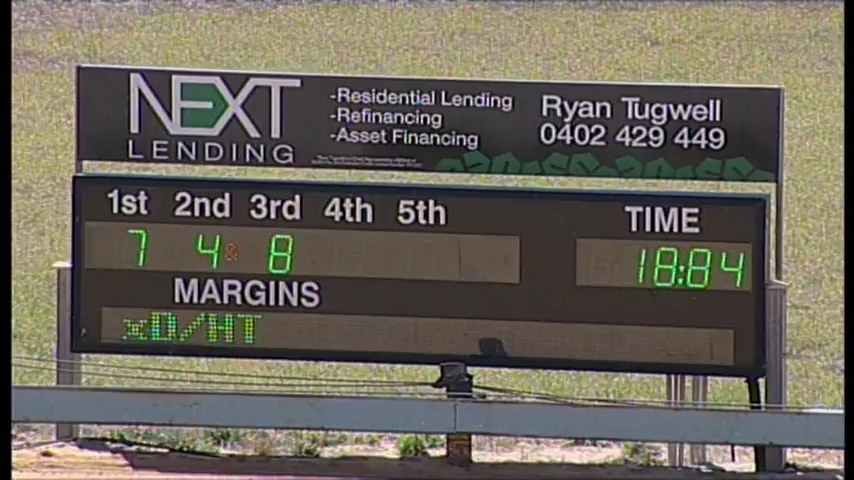 NEXT
LENDING
-Residential Lending
-Refinancing
-Asset Financing
Ryan Tugwell
0402 429 449
1st 2nd 3rd 4th 5th
7 4 & 8
TIME
18:84
MARGINS
D/HT